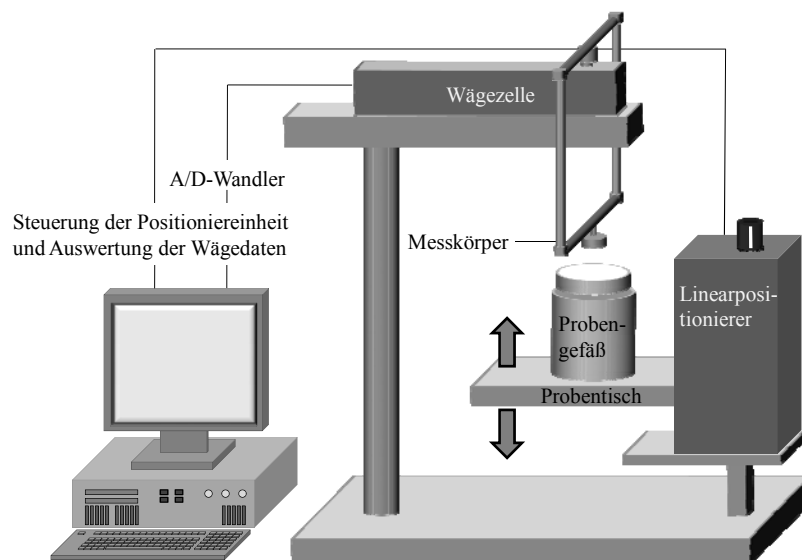 Wägezelle
A/D-Wandler
Steuerung der Positioniereinheit
und Auswertung der Wägedaten
Messkörper
Linearposi-
tionierer
Proben-
gefäß
Probentisch